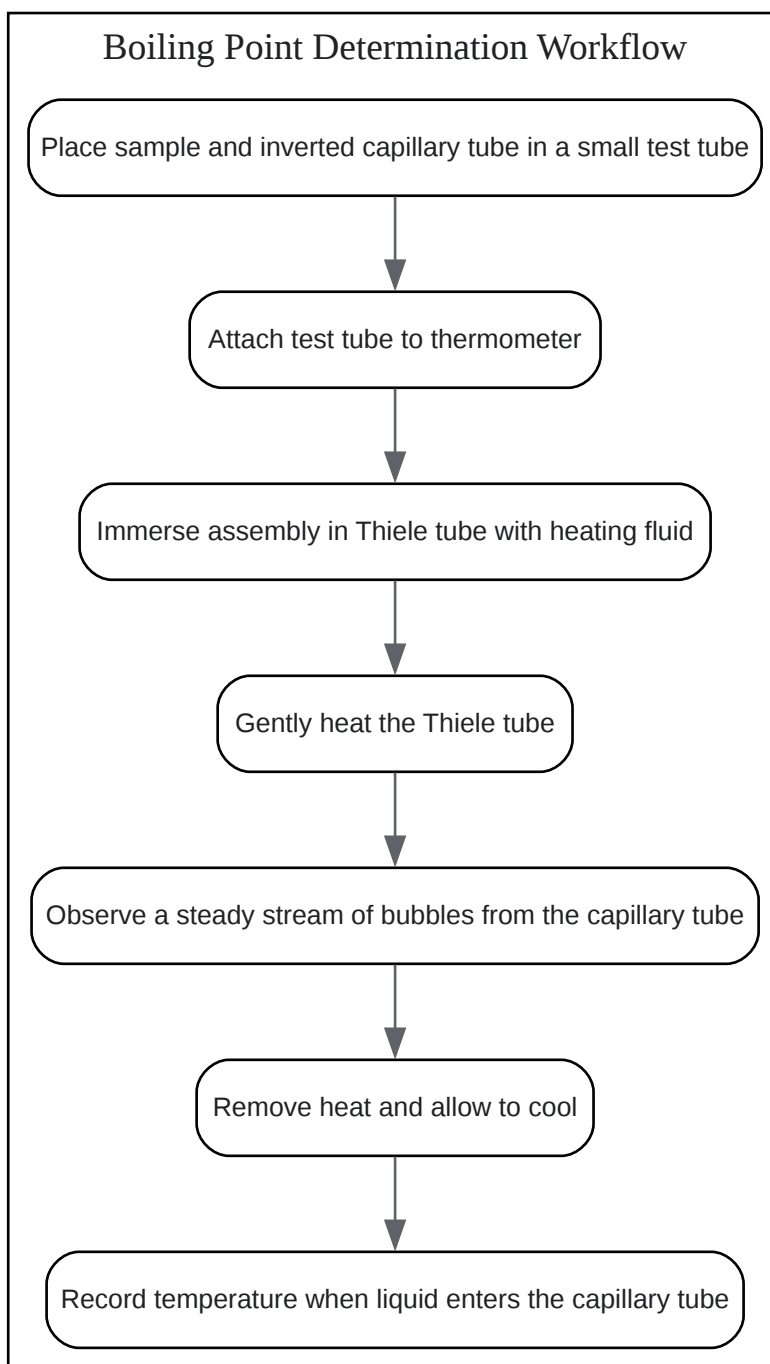 Boiling Point Determination Workflow
Place sample and inverted capillary tube in a small test tube
Attach test tube to thermometer
Immerse assembly in Thiele tube with heating fluid
Gently heat the Thiele tube
Observe a steady stream of bubbles from the capillary tube
Remove heat and allow to cool
Record temperature when liquid enters the capillary tube